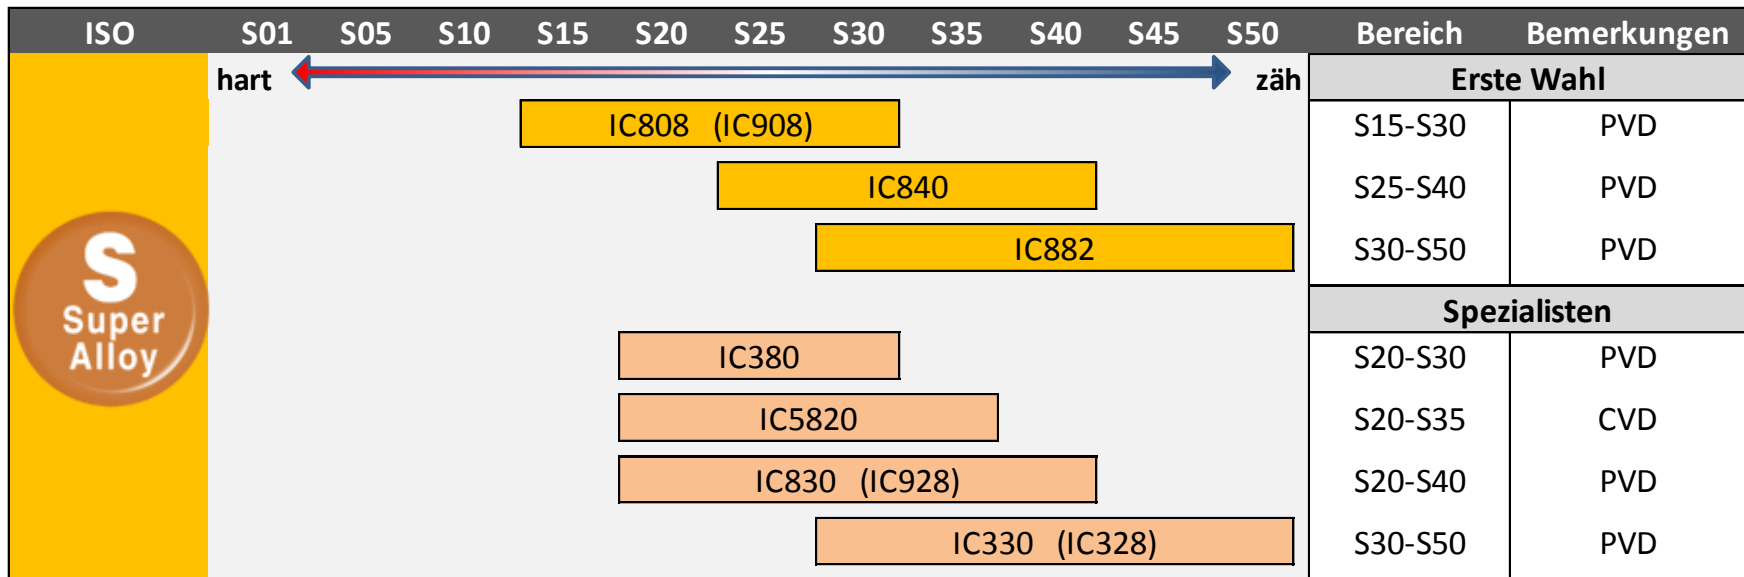 ISO S01 S05 S10 S15 S20 S25 S30 S35 S40 S45 S50 Bereich Bemerkungen
hart zäh Erste Wahl
IC808 (IC908) S15-S30 PVD
IC840 S25-S40 PVD
IC882 S30-S50 PVD
S
Super
Alloy
Spezialisten
IC380 S20-S30 PVD
IC5820 S20-S35 CVD
IC830 (IC928) S20-S40 PVD
IC330 (IC328) S30-S50 PVD